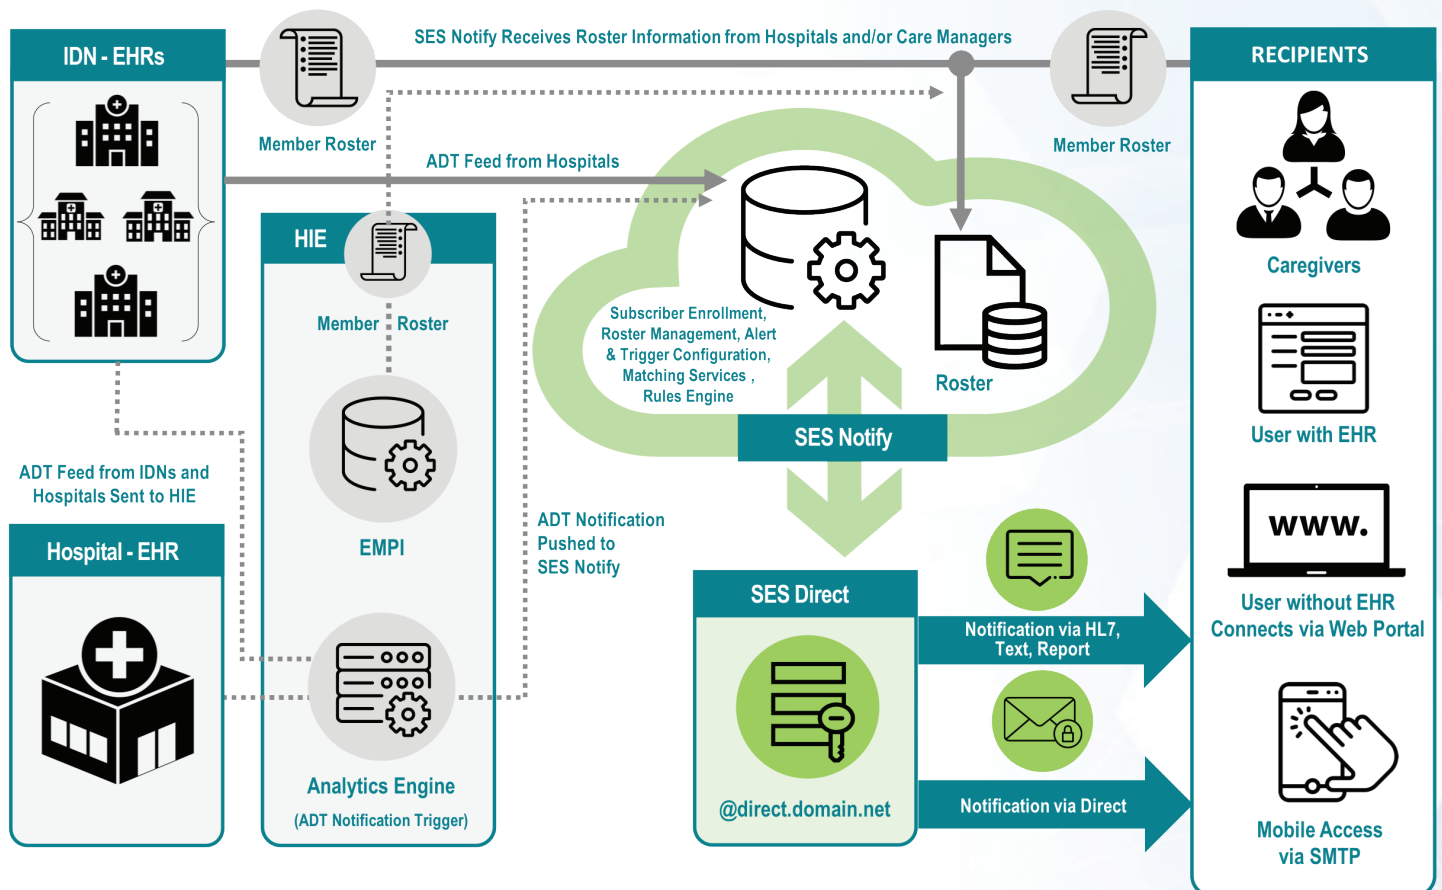 SES Notify Receives Roster Information from Hospitals and/or Care Managers
IDN - EHRs
Member Roster
Member Roster
RECIPIENTS
ADT Feed from Hospitals
HIE
Member Roster
Subscriber Enrollment,
Roster Management, Alert
& Trigger Configuration,
Matching Services ,
Rules Engine
Roster
SES Notify
Caregivers
User with EHR
www.
User without EHR
Connects via Web Portal
Mobile Access
via SMTP
ADT Feed from IDNs and
Hospitals Sent to HIE
Hospital - EHR
EMPI
ADT Notification
Pushed to
SES Notify
Analytics Engine
(ADT Notification Trigger)
SES Direct
@direct.domain.net
Notification via HL7,
Text, Report
Notification via Direct